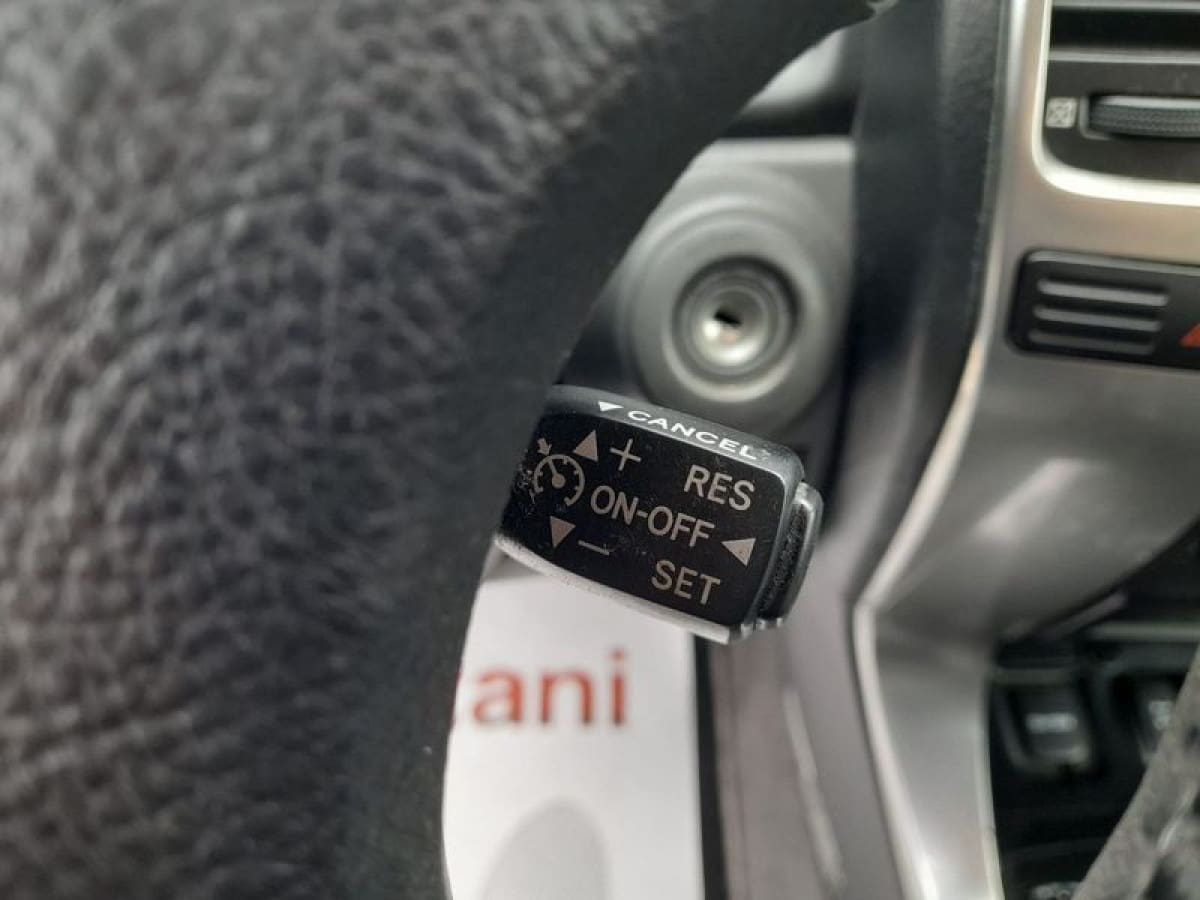 CANCEL
+ RES
ON-OFF
— SET
ani